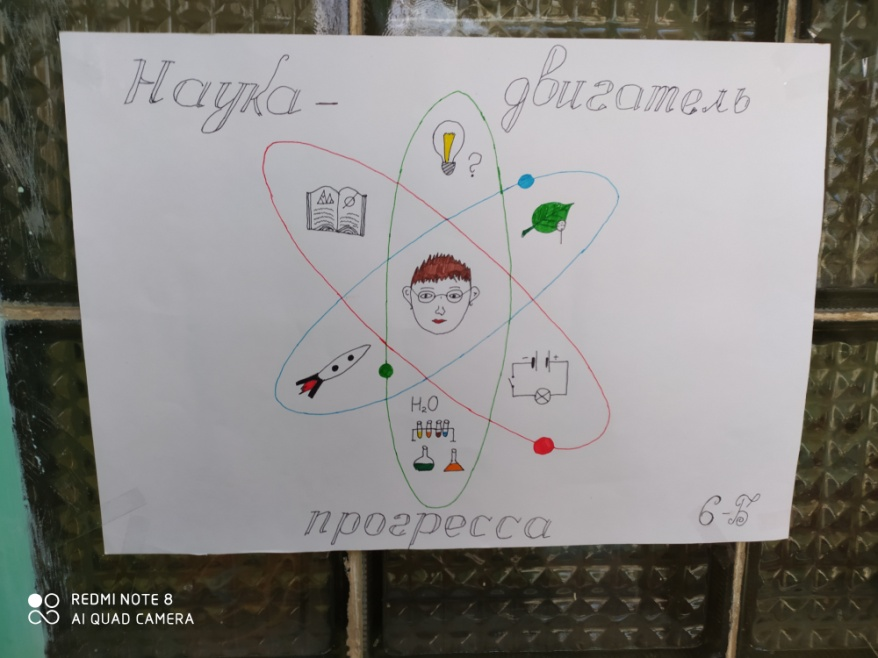 Наука - двигатель
?
- +
H₂O
прогресса
6-Б
REDMI NOTE 8
AI QUAD CAMERA